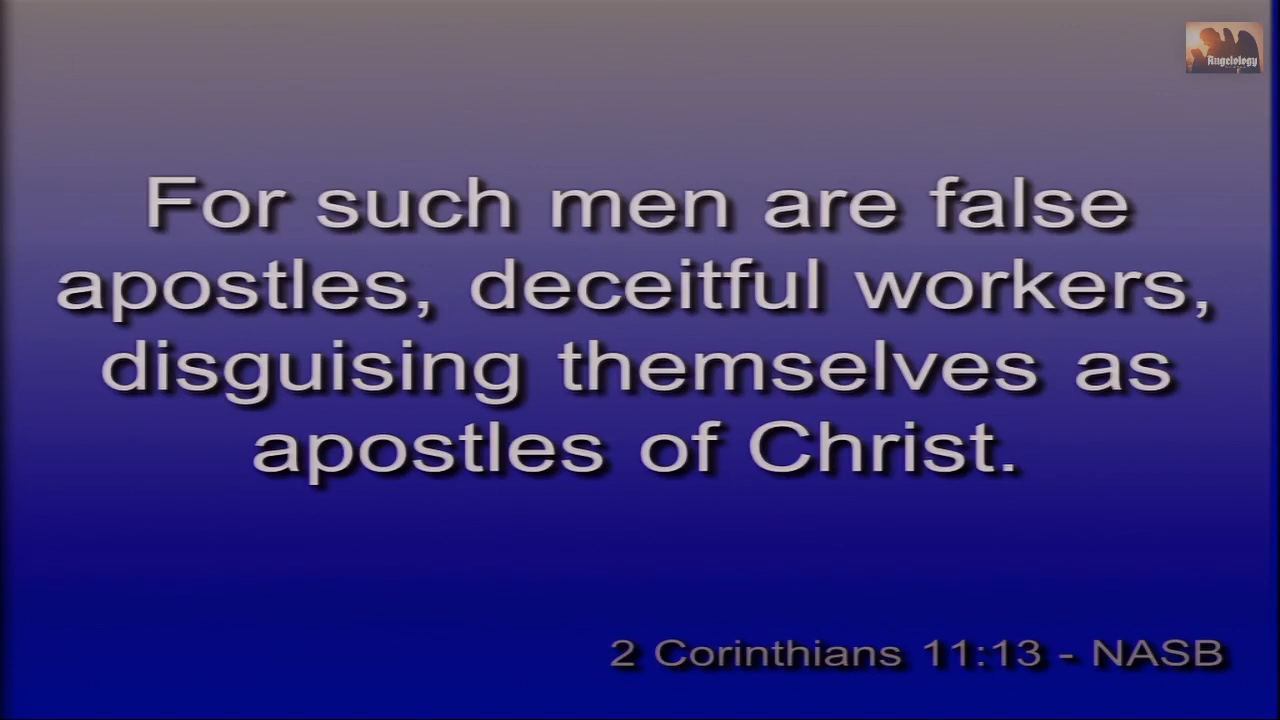 Angelology
For such men are false
apostles, deceitful workers,
disguising themselves as
apostles of Christ.
2 Corinthians 11:13 - NASB